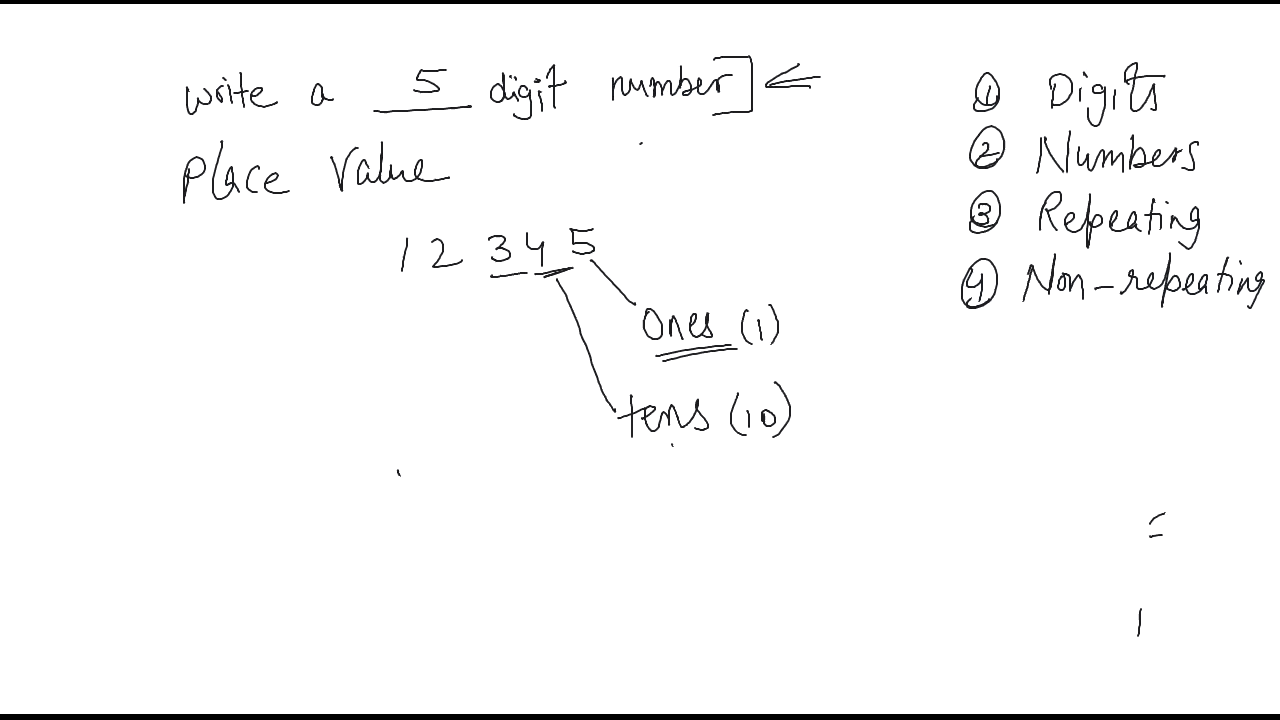 write a 5 digit number] ←
Place Value
1 2 3 4 5
Ones (1)
tens (10)
① Digits
② Numbers
③ Repeating
④ Non-repeating
=
1